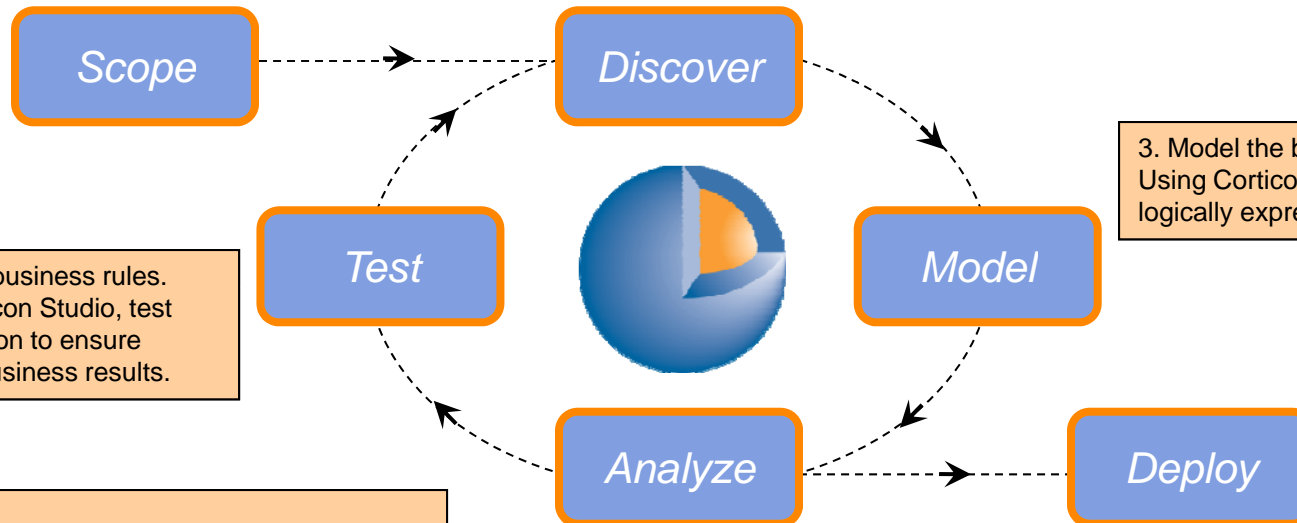 Scope
Discover
3. Model the
Using Cortico
logically expre
Test
Model
business rules.
con Studio, test
on to ensure
usiness results.
Analyze
Deploy